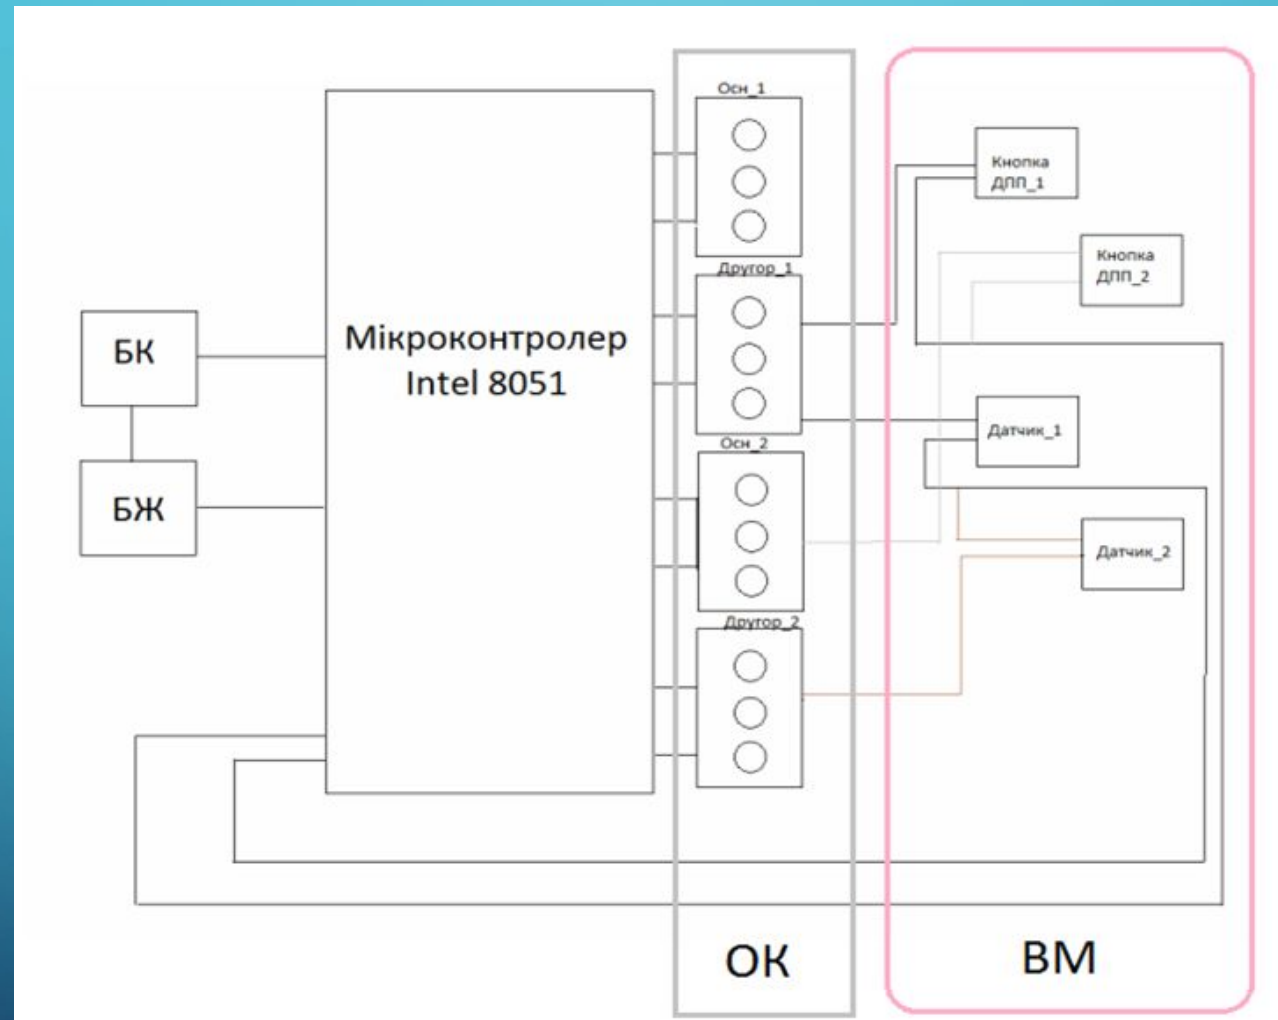 Осн_1
Другор_1
Осн_2
Другор_2
Мікроконтролер
Intel 8051
БК
БЖ
Кнопка
ДПП_1
Кнопка
ДПП_2
Датчик_1
Датчик_2
ОК
ВМ